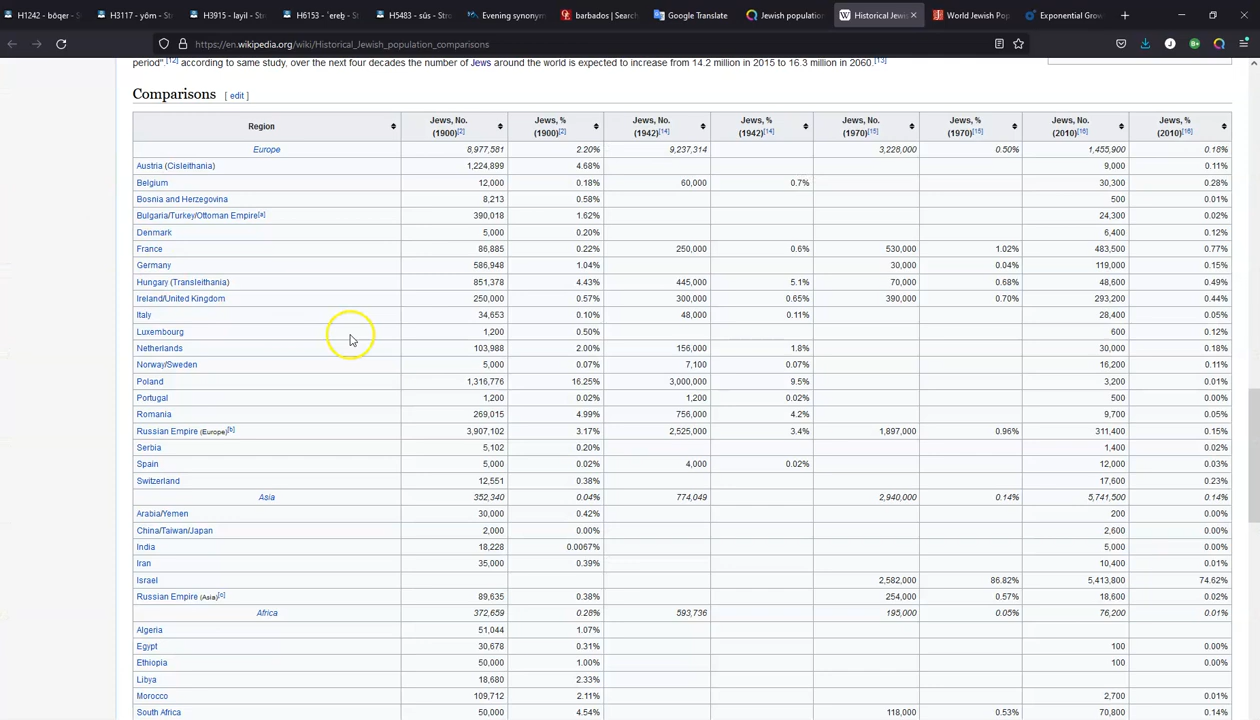 H1242 - bôqer - S
H3117 - yôm - Str
H3915 - layil - Str
H6153 - ʿereḇ - Str
H5483 - sûs - Stro
Evening synonym
barbados | Search
Google Translate
Jewish population
Historical Jewis
World Jewish Pop
Exponential Grow
https://en.wikipedia.org/wiki/Historical_Jewish_population_comparisons
period".[12] according to same study, over the next four decades the number of Jews around the world is expected to increase from 14.2 million in 2015 to 16.3 million in 2060.[13]
Comparisons [ edit ]
Region Jews, No. (1900)[2] Jews, % (1900)[2] Jews, No. (1942)[14] Jews, % (1942)[14] Jews, No. (1970)[15] Jews, % (1970)[15] Jews, No. (2010)[16] Jews, % (2010)[16]
Europe 8,977,581 2.20% 9,237,314 3,228,000 0.50% 1,455,900 0.18%
Austria (Cisleithania) 1,224,899 4.68% 9,000 0.11%
Belgium 12,000 0.18% 60,000 0.7% 30,300 0.28%
Bosnia and Herzegovina 8,213 0.58% 500 0.01%
Bulgaria/Turkey/Ottoman Empire[a] 390,018 1.62% 24,300 0.02%
Denmark 5,000 0.20% 6,400 0.12%
France 86,885 0.22% 250,000 0.6% 530,000 1.02% 483,500 0.77%
Germany 586,948 1.04% 30,000 0.04% 119,000 0.15%
Hungary (Transleithania) 851,378 4.43% 445,000 5.1% 70,000 0.68% 48,600 0.49%
Ireland/United Kingdom 250,000 0.57% 300,000 0.65% 390,000 0.70% 293,200 0.44%
Italy 34,653 0.10% 48,000 0.11% 28,400 0.05%
Luxembourg 1,200 0.50% 600 0.12%
Netherlands 103,988 2.00% 156,000 1.8% 30,000 0.18%
Norway/Sweden 5,000 0.07% 7,100 0.07% 16,200 0.11%
Poland 1,316,776 16.25% 3,000,000 9.5% 3,200 0.01%
Portugal 1,200 0.02% 1,200 0.02% 500 0.00%
Romania 269,015 4.99% 756,000 4.2% 9,700 0.05%
Russian Empire (Europe)[b] 3,907,102 3.17% 2,525,000 3.4% 1,897,000 0.96% 311,400 0.15%
Serbia 5,102 0.20% 1,400 0.02%
Spain 5,000 0.02% 4,000 0.02% 12,000 0.03%
Switzerland 12,551 0.38% 17,600 0.23%
Asia 352,340 0.04% 774,049 2,940,000 0.14% 5,741,500 0.14%
Arabia/Yemen 30,000 0.42% 200 0.00%
China/Taiwan/Japan 2,000 0.00% 2,600 0.00%
India 18,228 0.0067% 5,000 0.00%
Iran 35,000 0.39% 10,400 0.01%
Israel 2,582,000 86.82% 5,413,800 74.62%
Russian Empire (Asia)[c] 89,635 0.38% 254,000 0.57% 18,600 0.02%
Africa 372,659 0.28% 593,736 195,000 0.05% 76,200 0.01%
Algeria 51,044 1.07%
Egypt 30,678 0.31% 100 0.00%
Ethiopia 50,000 1.00% 100 0.00%
Libya 18,680 2.33%
Morocco 109,712 2.11% 2,700 0.01%
South Africa 50,000 4.54% 118,000 0.53% 70,800 0.14%